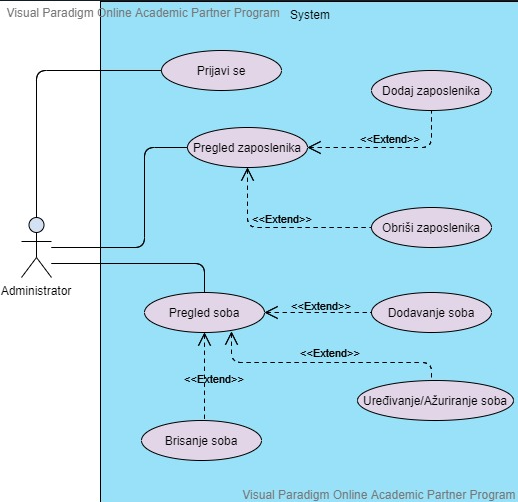 Visual Paradigm Online Academic Partner Program
System
Prijavi se
Dodaj zaposlenika
<<Extend>>
Pregled zaposlenika
<<Extend>>
Obriši zaposlenika
Administrator
Pregled soba
<<Extend>>
Dodavanje soba
<<Extend>>
<<Extend>>
Uređivanje/Ažuriranje soba
Brisanje soba
Visual Paradigm Online Academic Partner Program